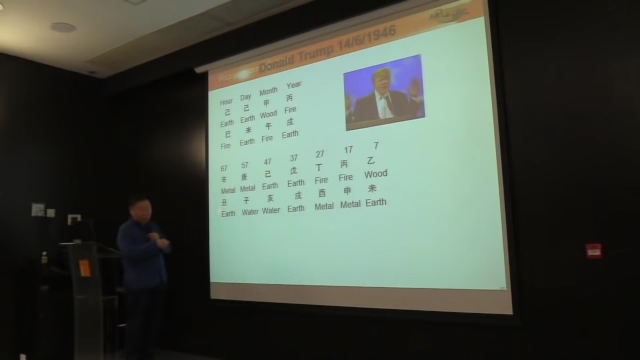 Donald Trump 14/6/1946
Hour Day Month Year
己 己 甲 丙
Earth Earth Wood Fire
巳 未 午 戌
Fire Earth Fire Earth
67 57 47 37 27 17 7
辛 庚 己 戊 丁 丙 乙
Metal Metal Earth Earth Fire Fire Wood
丑 子 亥 戌 酉 申 未
Earth Water Water Earth Metal Metal Earth